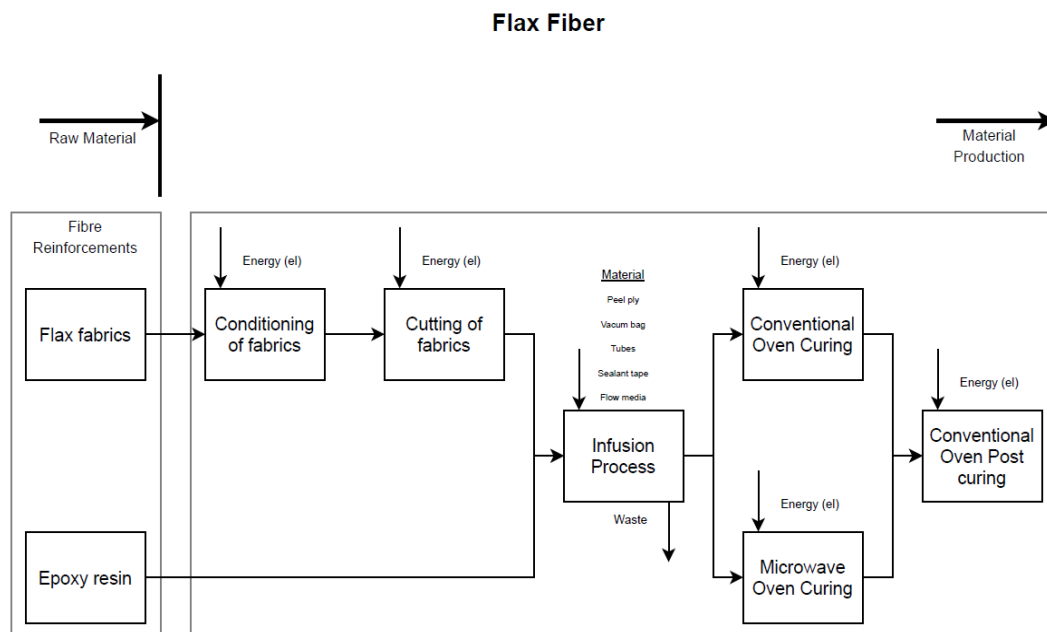 Flax Fiber
Raw Material
Material
Production
Fibre
Reinforcements
Energy (el)
Energy (el)
Material
Peel ply
Vacum bag
Tubes
Sealant tape
Flow media
Energy (el)
Flax fabrics
Conditioning
of fabrics
Cutting of
fabrics
Conventional
Oven Curing
Energy (el)
Infusion
Process
Conventional
Oven Post
curing
Waste
Energy (el)
Epoxy resin
Microwave
Oven Curing